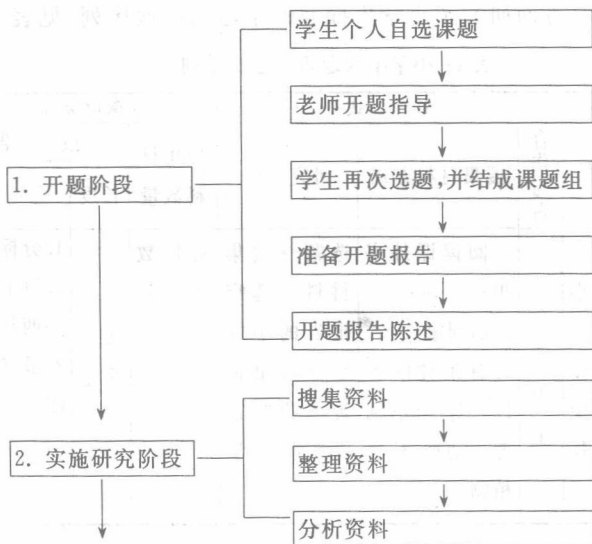 学生个人自选课题
老师开题指导
1. 开题阶段
学生再次选题,并结成课题组
准备开题报告
开题报告陈述
搜集资料
2. 实施研究阶段
整理资料
分析资料